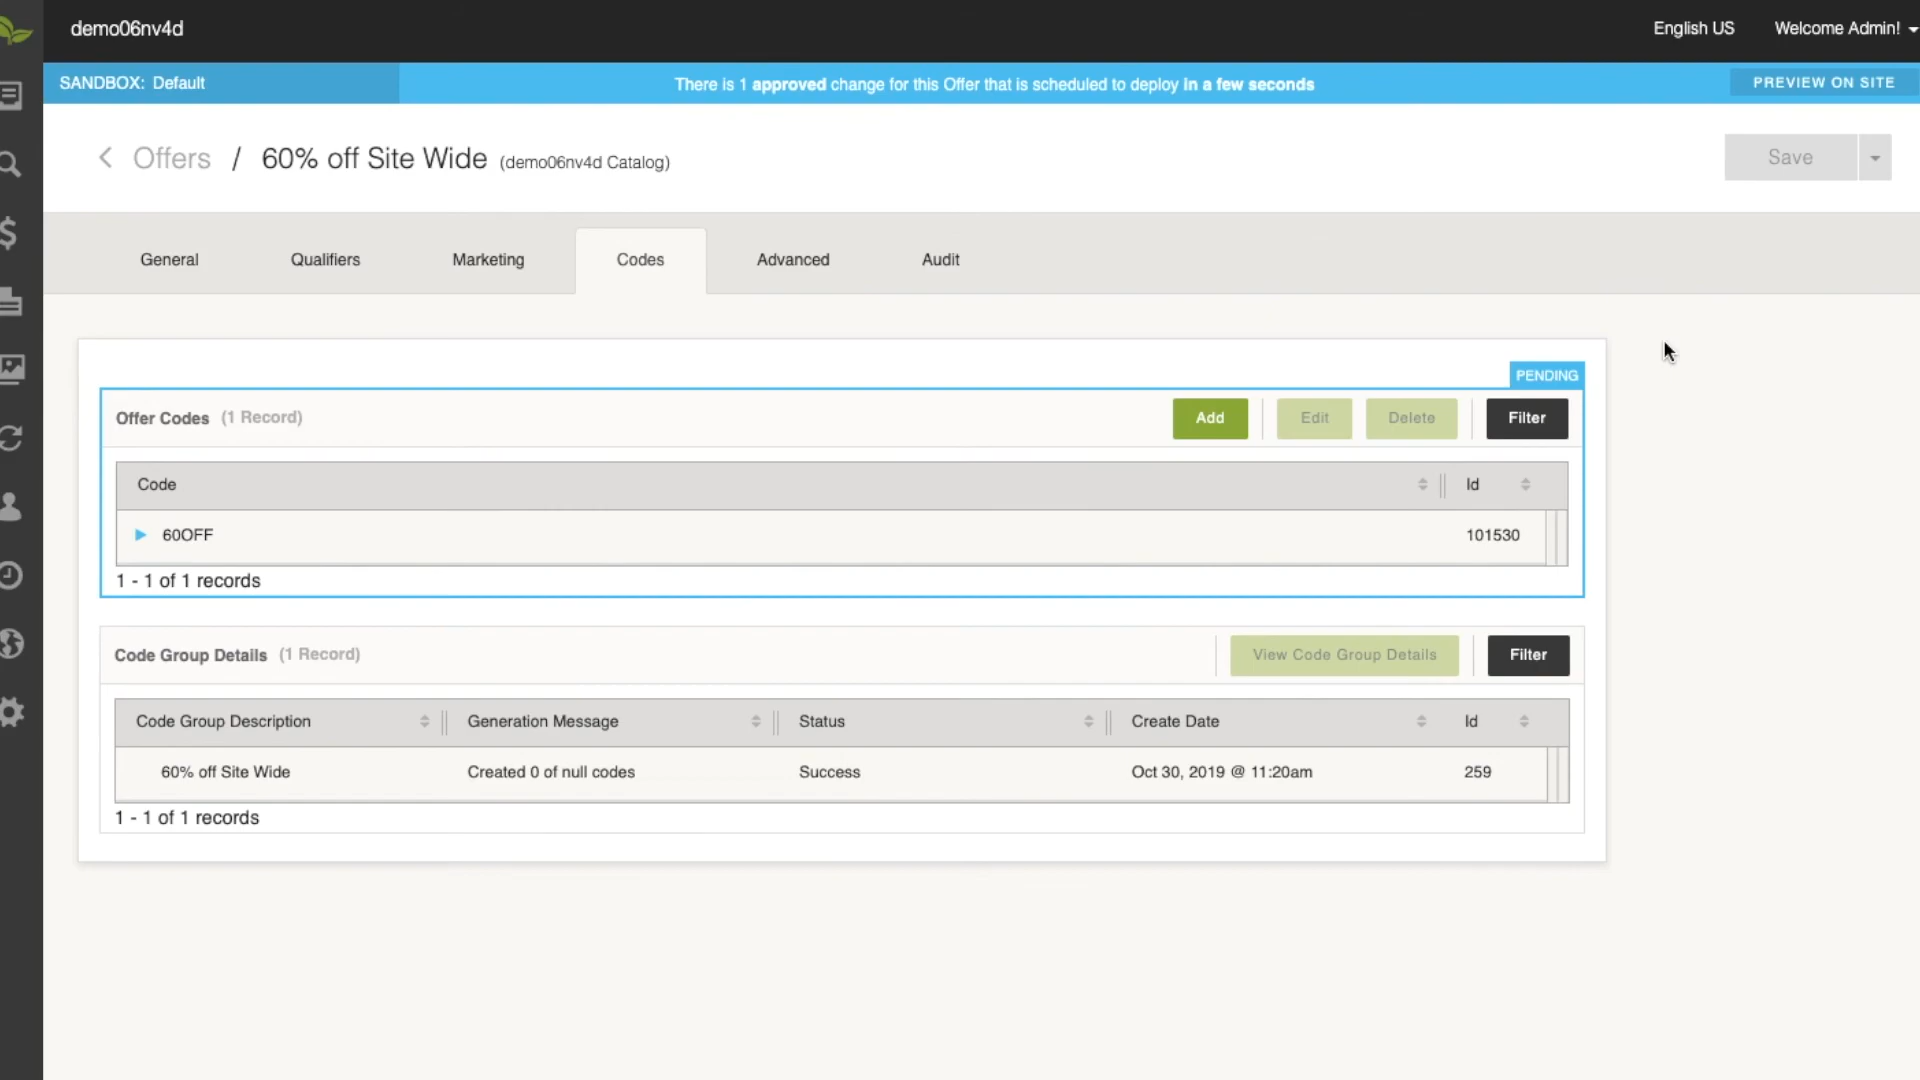 demo06nv4d
English US
Welcome Admin!
SANDBOX: Default
There is 1 approved change for this Offer that is scheduled to deploy in a few seconds
PREVIEW ON SITE
Offers / 60% off Site Wide (demo06nv4d Catalog)
Save
General
Qualifiers
Marketing
Codes
Advanced
Audit
PENDING
Offer Codes (1 Record)
Add
Edit
Delete
Filter
Code
Id
60OFF
101530
1 - 1 of 1 records
Code Group Details (1 Record)
View Code Group Details
Filter
Code Group Description
Generation Message
Status
Create Date
Id
60% off Site Wide
Created 0 of null codes
Success
Oct 30, 2019 @ 11:20am
259
1 - 1 of 1 records